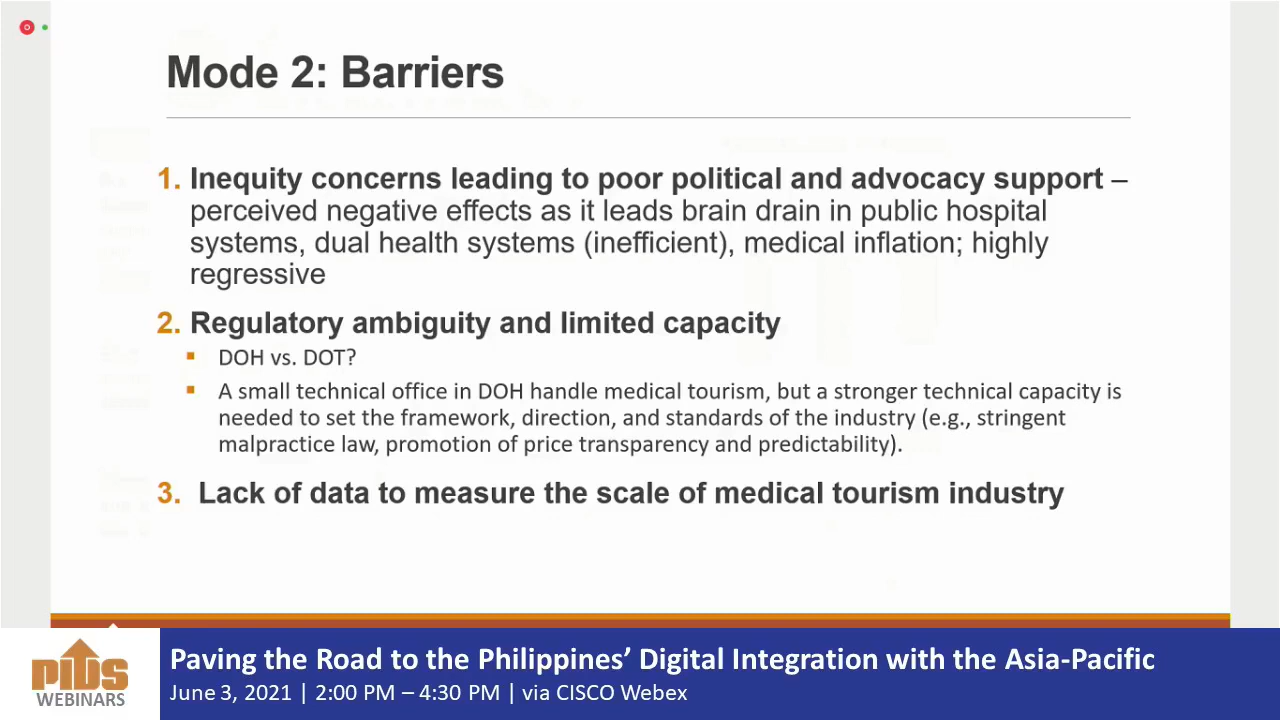 Mode 2: Barriers
1. Inequity concerns leading to poor political and advocacy support –
perceived negative effects as it leads brain drain in public hospital
systems, dual health systems (inefficient), medical inflation; highly
regressive
2. Regulatory ambiguity and limited capacity
DOH vs. DOT?
A small technical office in DOH handle medical tourism, but a stronger technical capacity is
needed to set the framework, direction, and standards of the industry (e.g., stringent
malpractice law, promotion of price transparency and predictability).
3. Lack of data to measure the scale of medical tourism industry
PIDS
WEBINARS
Paving the Road to the Philippines' Digital Integration with the Asia-Pacific
June 3, 2021 | 2:00 PM – 4:30 PM | via CISCO Webex